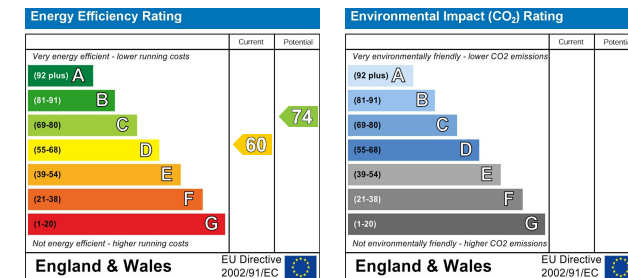 Energy Efficiency Rating
Current Potential
Very energy efficient - lower running costs
(92 plus) A
(81-91) B
(69-80) C
(55-68) D
(39-54) E
(21-38) F
(1-20) G
60
74
Not energy efficient - higher running costs
England & Wales
EU Directive
2002/91/EC
Environmental Impact (CO2) Rating
Current Potentia
Very environmentally friendly - lower CO2 emissions
(92 plus) A
(81-91) B
(69-80) C
(55-68) D
(39-54) E
(21-38) F
(1-20) G
Not environmentally friendly - higher CO2 emissions
England & Wales
EU Directive
2002/91/EC